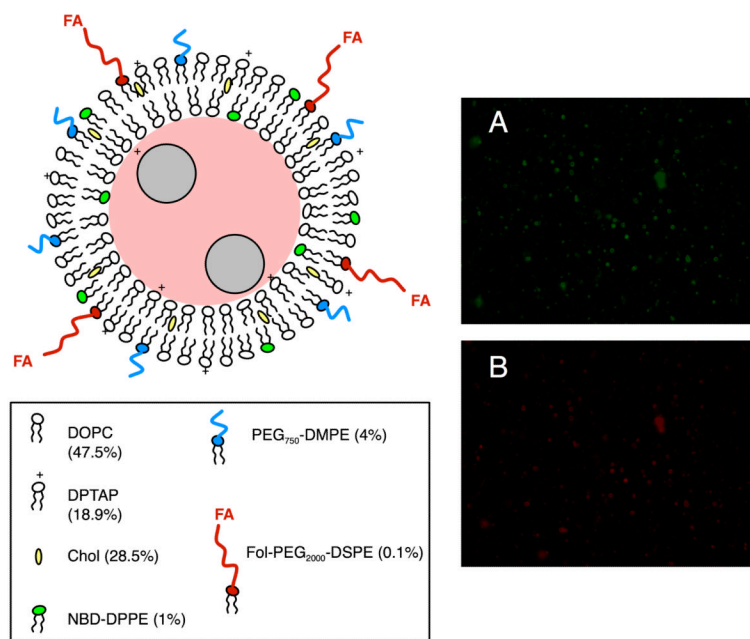 FA
FA
FA
FA
+
+
+
+
+
+
+
+
+
+
DOPC
(47.5%)
+
DPTAP
(18.9%)
Chol (28.5%)
NBD-DPPE (1%)
PEG750-DMPE (4%)
FA
Fol-PEG2000-DSPE (0.1%)
A
B